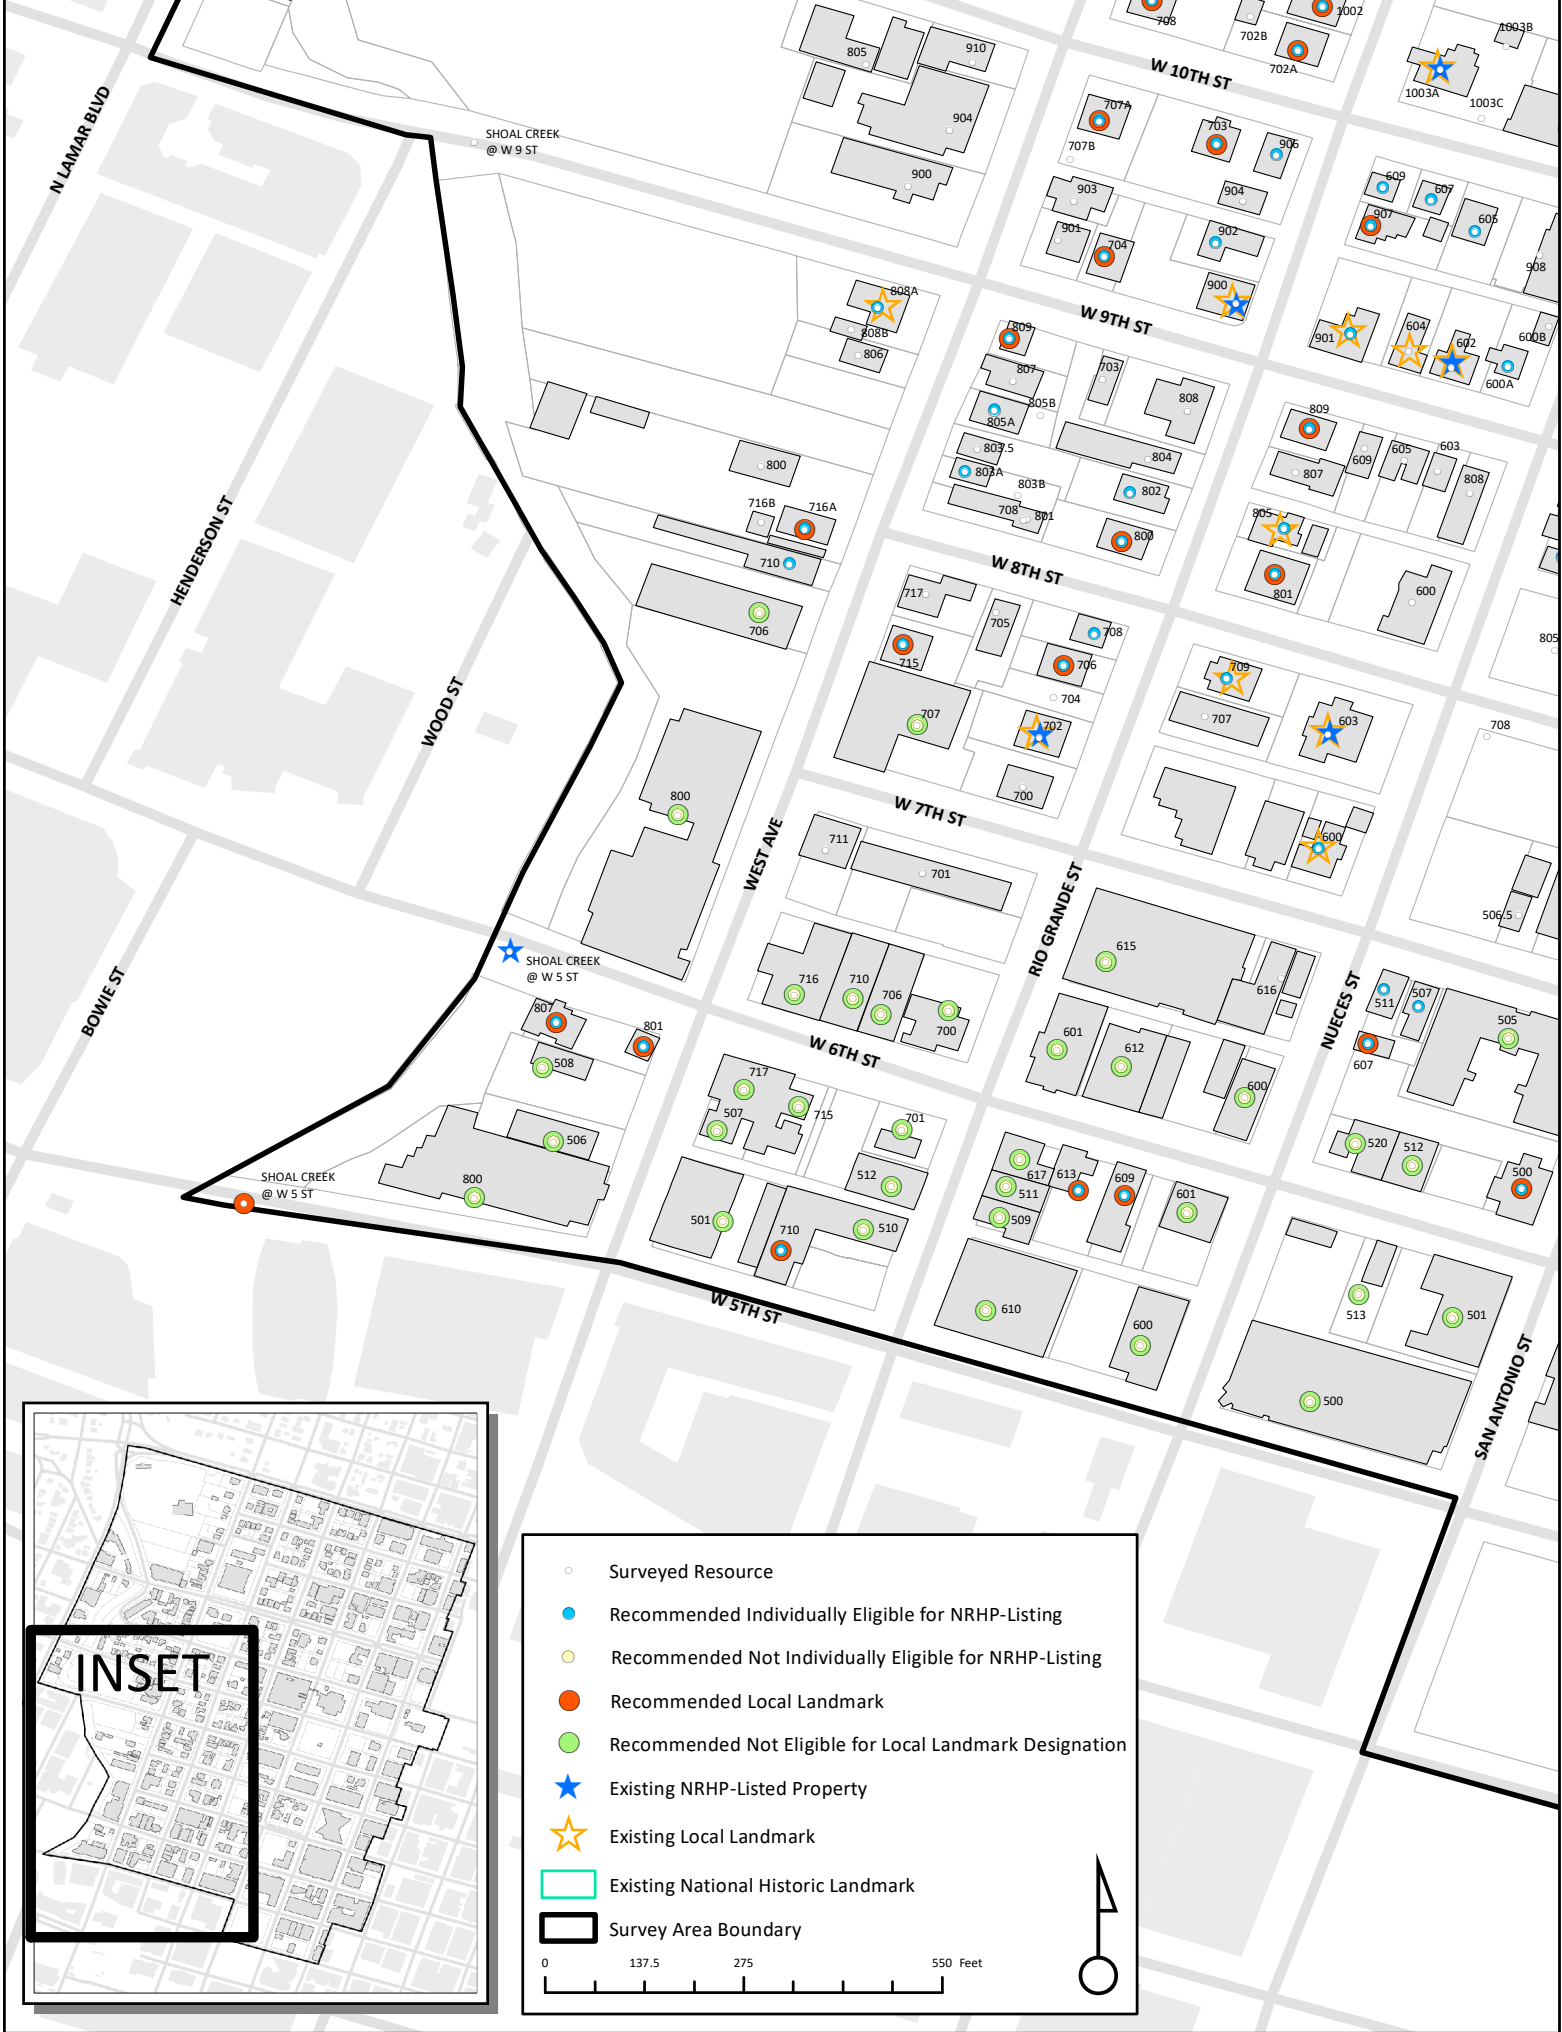 708
702B
1002
702A
1003B
1003A
1003C
W 10TH ST
805
910
904
900
N LAMAR BLVD
SHOAL CREEK
@ W 9 ST
707A
707B
703
906
903
904
901
704
902
900
609
607
605
907
908
W 9TH ST
808A
808B
806
809
807
805B
805A
703
808
803.5
803A
803B
804
802
708
801
800
901
604
602
600B
600A
809
609
605
603
807
808
805
801
600
805
800
716B
716A
710
706
W 8TH ST
HENDERSON ST
WOOD ST
717
705
708
715
706
704
707
702
700
709
707
603
708
800
WEST AVE
W 7TH ST
711
701
600
RIO GRANDE ST
506.5
BOWIE ST
SHOAL CREEK
@ W 5 ST
716
710
706
700
615
616
NUECES ST
511
507
505
607
W 6TH ST
601
612
600
807
801
508
506
800
SHOAL CREEK
@ W 5 ST
717
715
507
701
512
501
710
510
617
613
609
511
509
601
520
512
500
W 5TH ST
610
600
513
501
500
SAN ANTONIO ST
INSET
Surveyed Resource
Recommended Individually Eligible for NRHP-Listing
Recommended Not Individually Eligible for NRHP-Listing
Recommended Local Landmark
Recommended Not Eligible for Local Landmark Designation
Existing NRHP-Listed Property
Existing Local Landmark
Existing National Historic Landmark
Survey Area Boundary
0 137.5 275 550 Feet